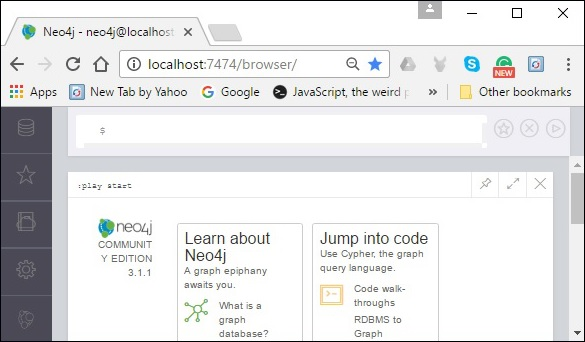 Neo4j - neo4j@localhost
localhost:7474/browser/
NEW
Apps
New Tab by Yahoo
Google
JavaScript, the weird p
»
Other bookmarks
$
:play start
neo4j
COMMUNIT
Y EDITION
3.1.1
Learn about
Neo4j
A graph epiphany
awaits you.
What is a
graph
database?
Jump into code
Use Cypher, the graph
query language.
Code walk-
throughs
RDBMS to
Graph